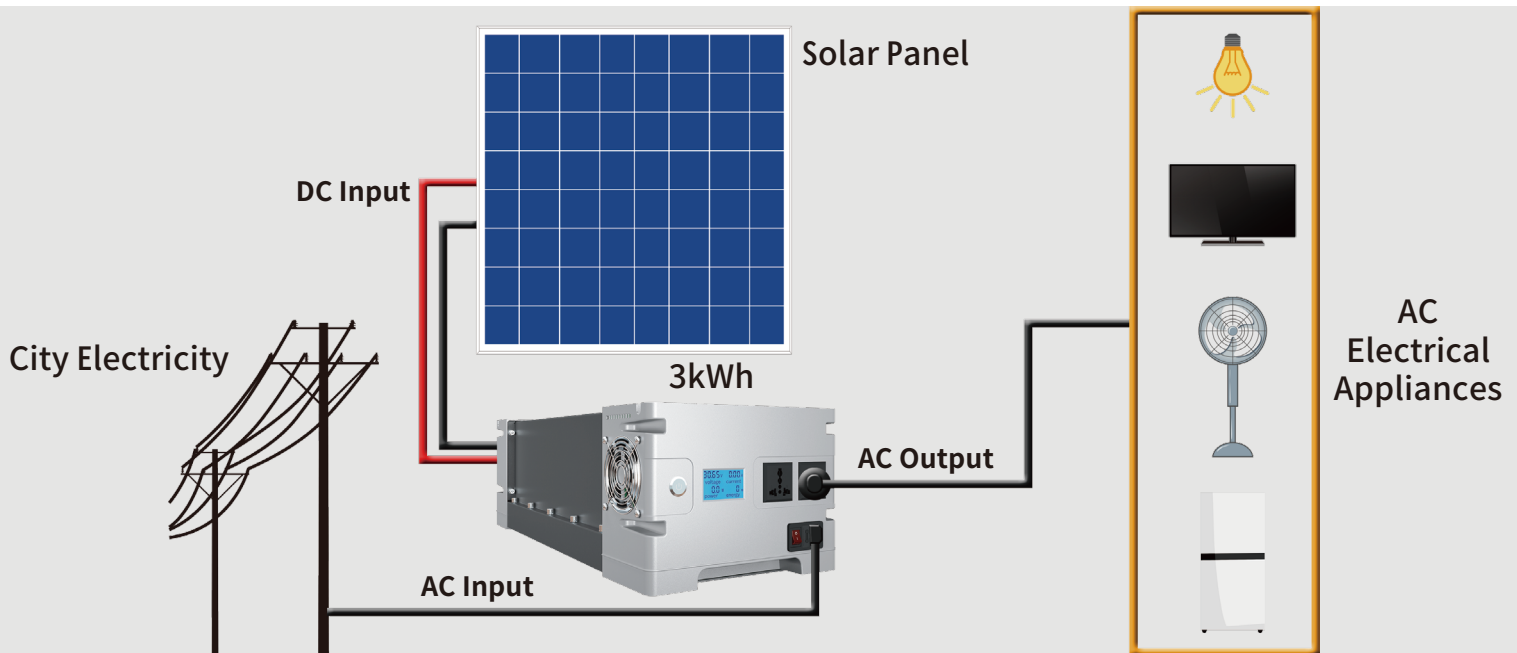 Solar Panel
DC Input
City Electricity
3kWh
AC
Electrical
Appliances
AC Output
AC Input